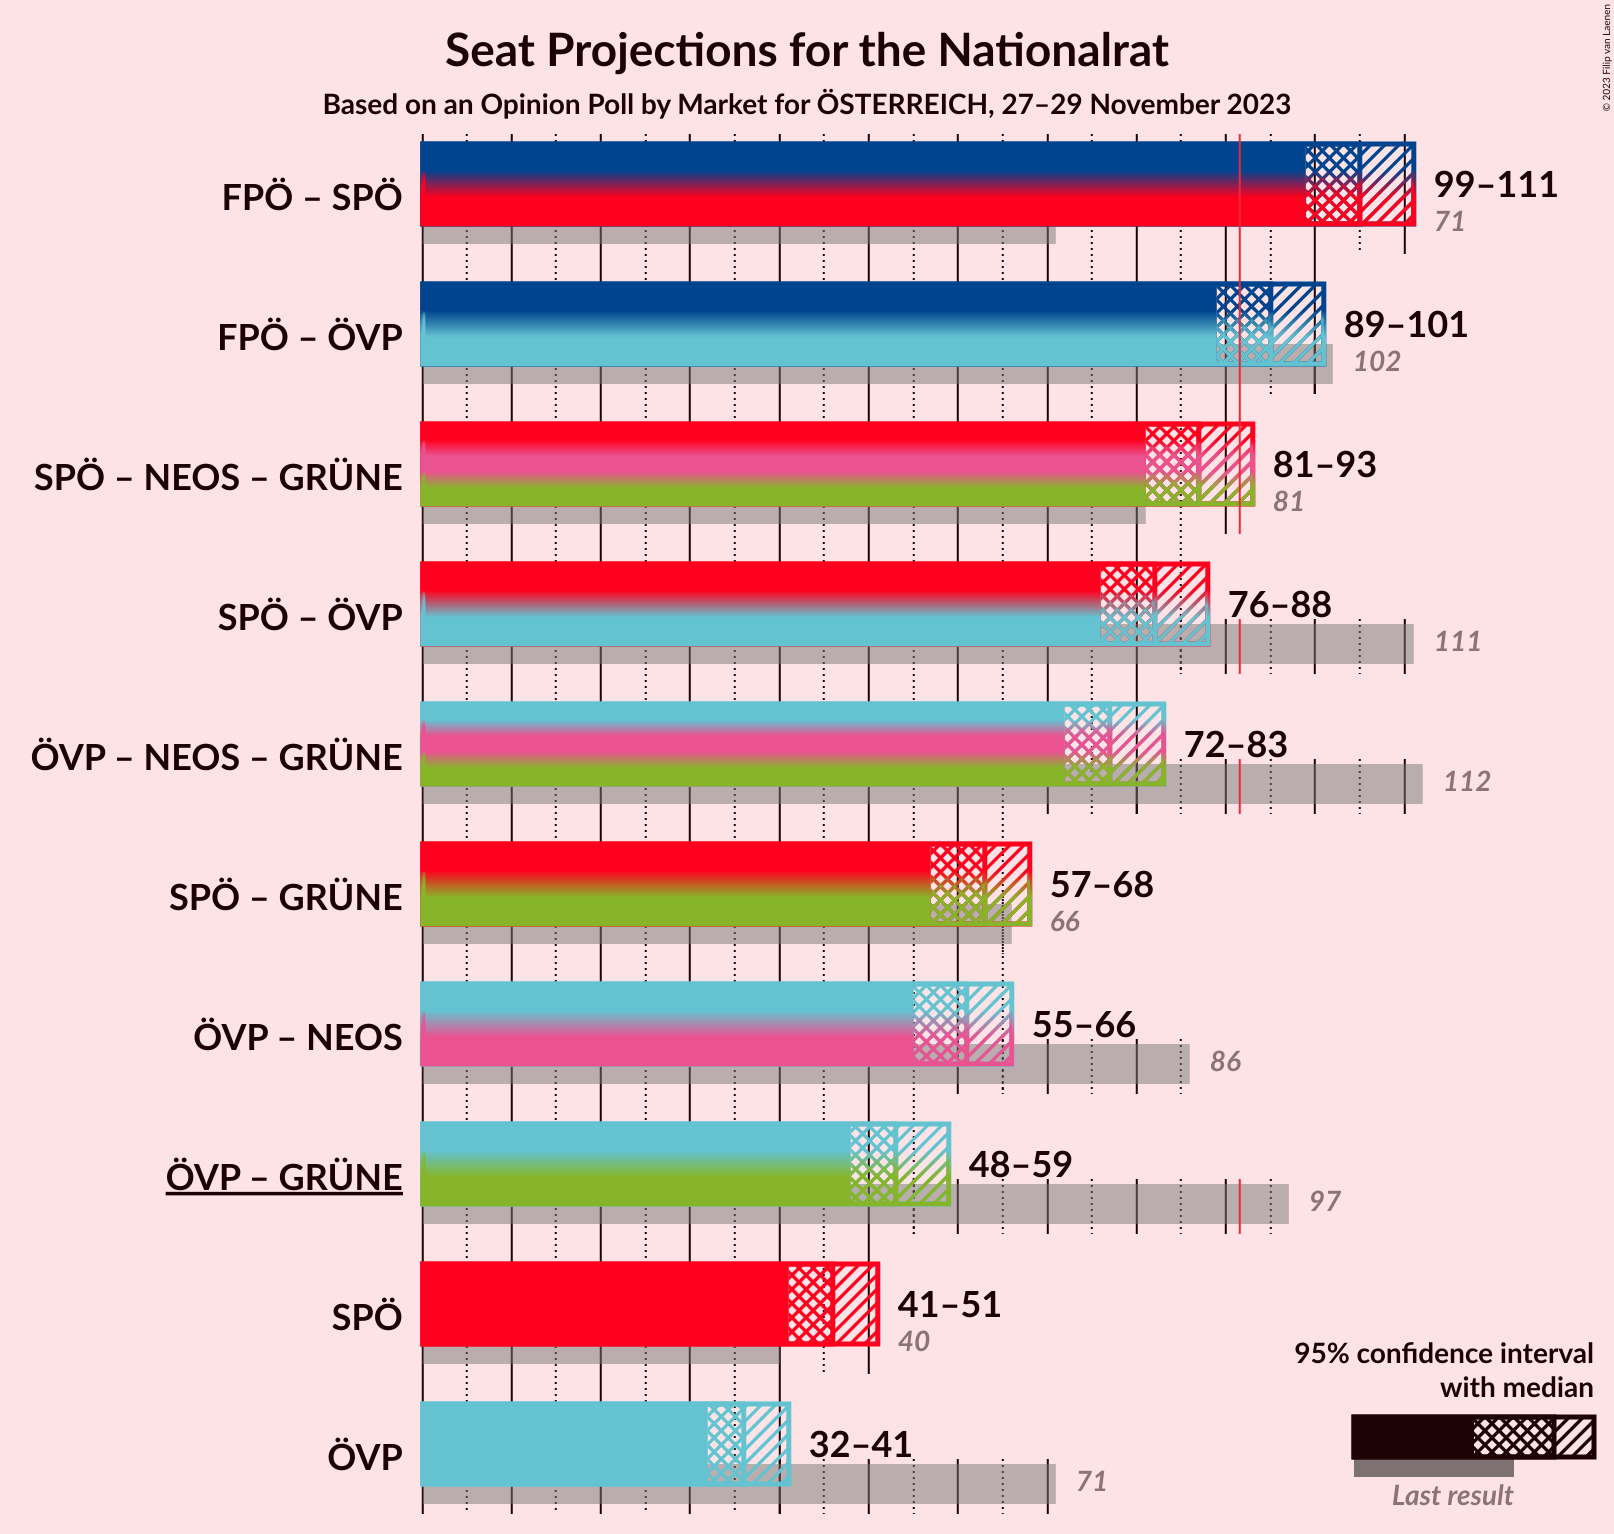 Seat Projections for the Nationalrat
Based on an Opinion Poll by Market for ÖSTERREICH, 27–29 November 2023
© 2023 Filip van Laenen
FPÖ – SPÖ
99–111
71
FPÖ – ÖVP
89–101
102
SPÖ – NEOS – GRÜNE
81–93
81
SPÖ – ÖVP
76–88
111
ÖVP – NEOS – GRÜNE
72–83
112
SPÖ – GRÜNE
57–68
66
ÖVP – NEOS
55–66
86
ÖVP – GRÜNE
48–59
97
SPÖ
41–51
40
ÖVP
32–41
71
95% confidence interval
with median
Last result